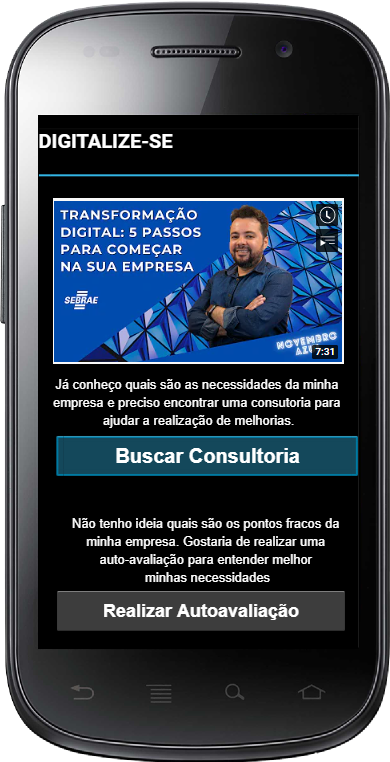 DIGITALIZE-SE
TRANSFORMAÇÃO
DIGITAL: 5 PASSOS
PARA COMEÇAR
NA SUA EMPRESA
SEBRAE
NOVEMBRO
7:31
Já conheço quais são as necessidades da minha
empresa e preciso encontrar uma consutoria para
ajudar a realização de melhorias.
Buscar Consultoria
Não tenho ideia quais são os pontos fracos da
minha empresa. Gostaria de realizar uma
auto-avaliação para entender melhor
minhas necessidades
Realizar Autoavaliação